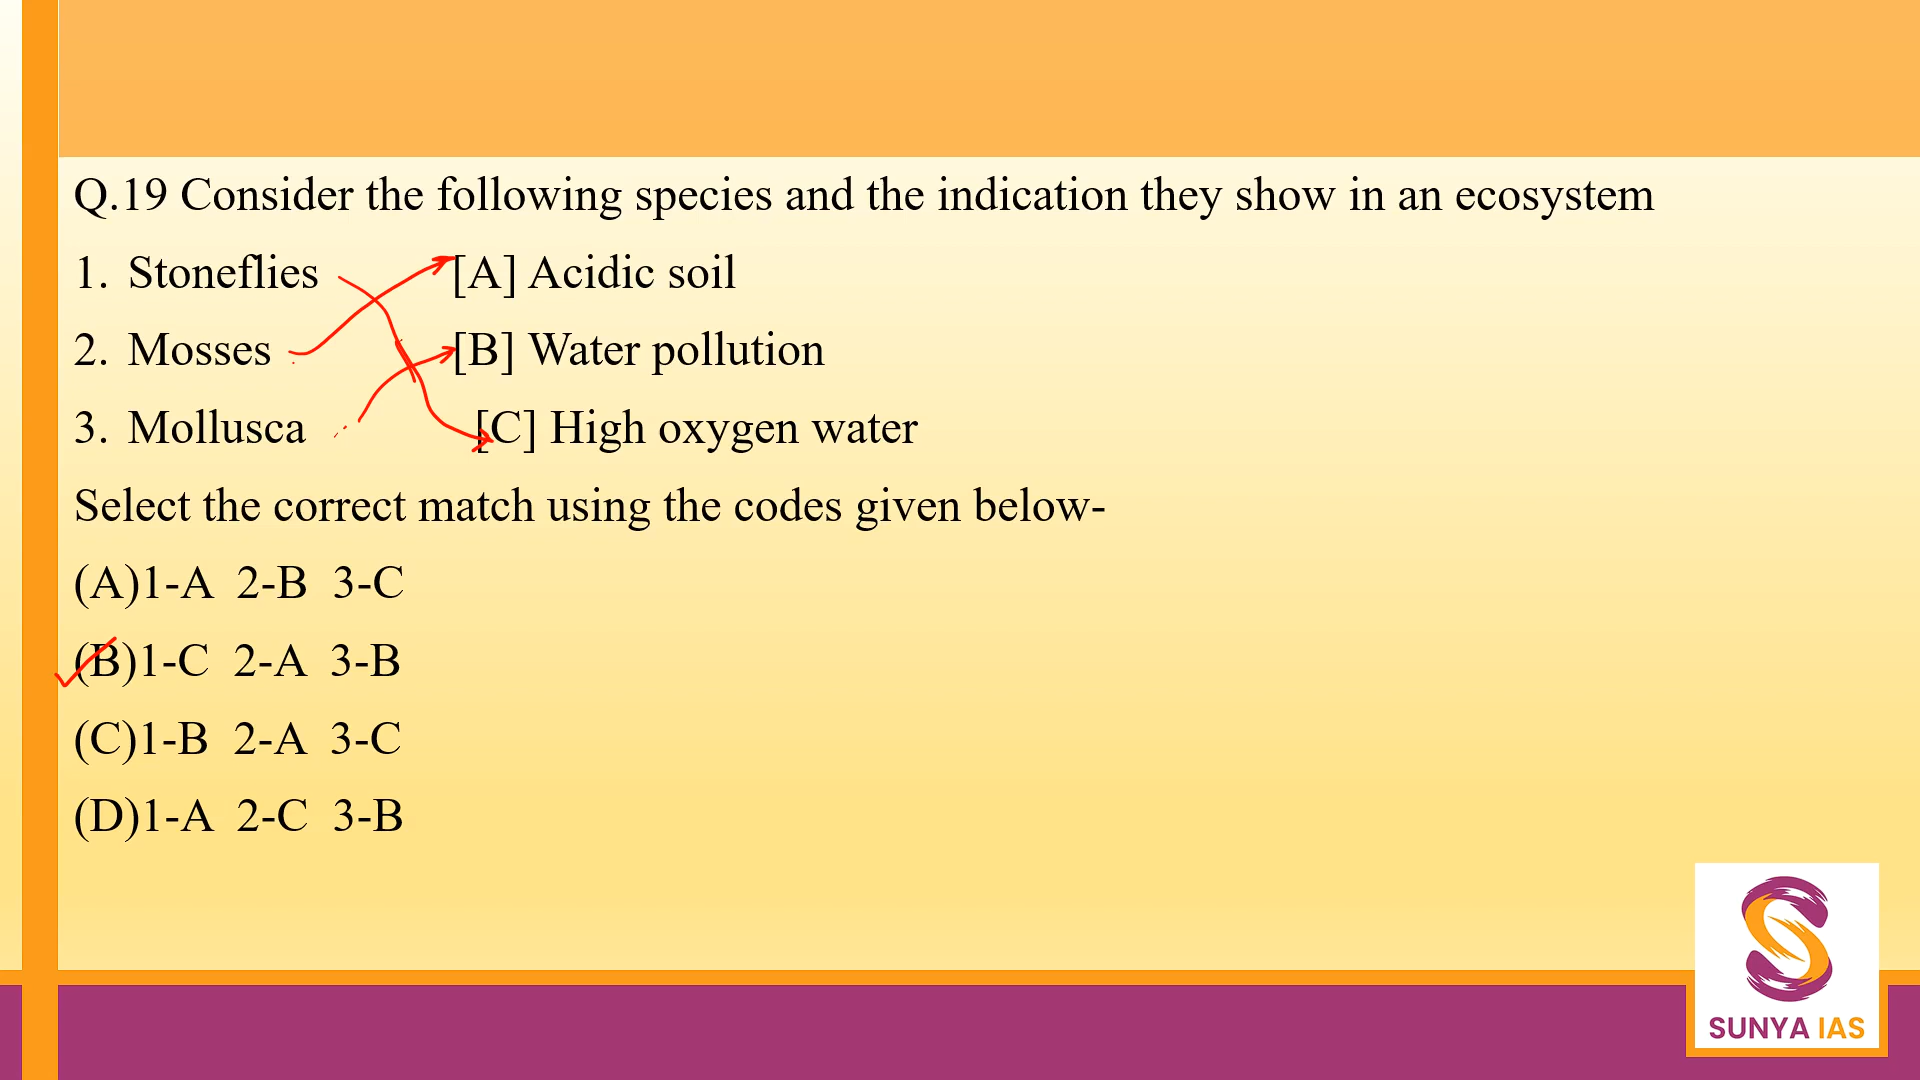 Q.19 Consider the following species and the indication they show in an ecosystem
1. Stoneflies [A] Acidic soil
2. Mosses [B] Water pollution
3. Mollusca [C] High oxygen water
Select the correct match using the codes given below-
(A)1-A 2-B 3-C
(B)1-C 2-A 3-B
(C)1-B 2-A 3-C
(D)1-A 2-C 3-B
SUNYA IAS